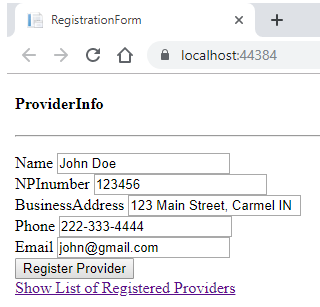 RegistrationForm
localhost:44384
ProviderInfo
Name John Doe
NPInumber 123456
BusinessAddress 123 Main Street, Carmel IN
Phone 222-333-4444
Email john@gmail.com
Register Provider
Show List of Registered Providers